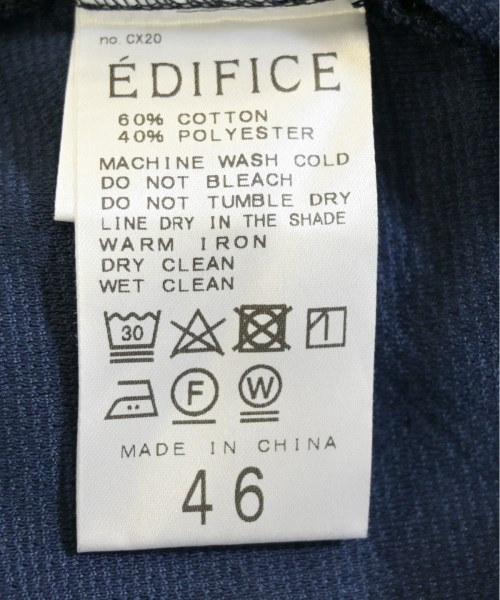 no. CX20
ÉDIFICE
60% COTTON
40% POLYESTER
MACHINE WASH COLD
DO NOT BLEACH
DO NOT TUMBLE DRY
LINE DRY IN THE SHADE
WARM IRON
DRY CLEAN
WET CLEAN
30
F W
MADE IN CHINA
46